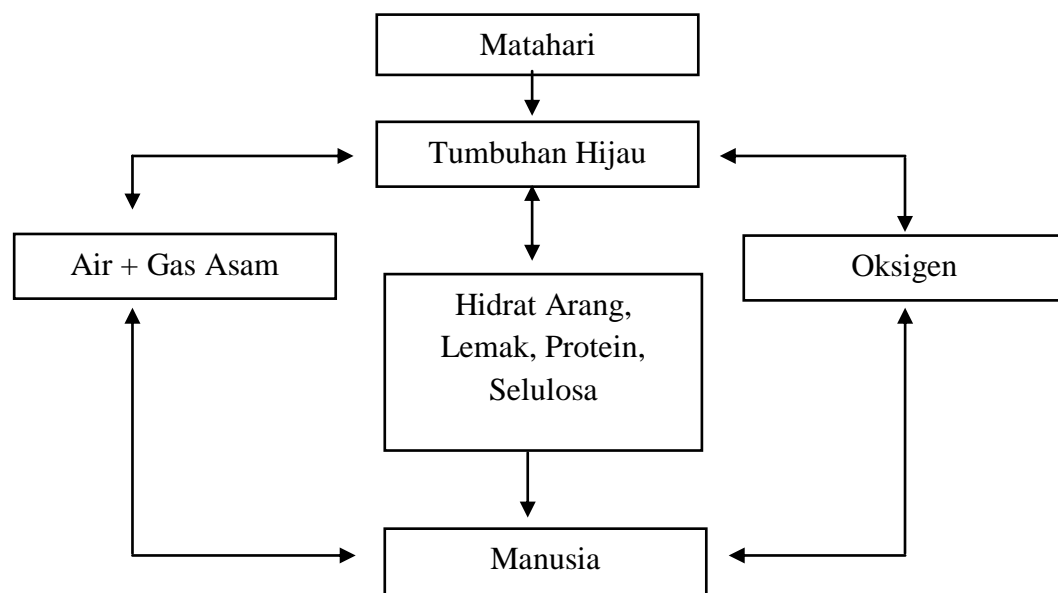 Matahari
Tumbuhan Hijau
Air + Gas Asam
Oksigen
Hidrat Arang,
Lemak, Protein,
Selulosa
Manusia